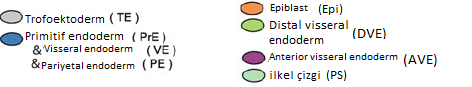 Trofoektoderm (TE)
Primitif endoderm (PrE)
&Visseral endoderm (VE)
&Pariyetal endoderm (PE)
Epiblast (Epi)
Distal visseral
endoderm (DVE)
Anterior visseral endoderm (AVE)
ilkel çizgi (PS)